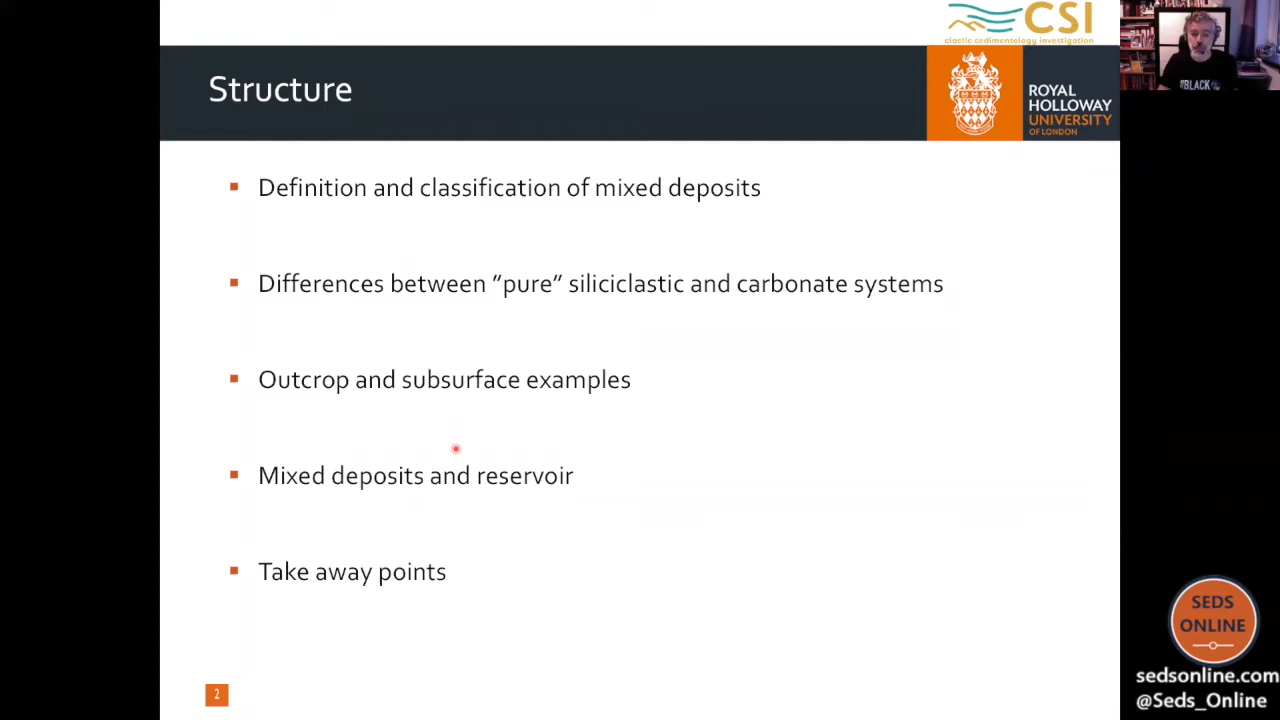 CSI
clastic sedimentology investigation
Structure
ROYAL
HOLLOWAY
UNIVERSITY
OF LONDON
#BLACK
▪ Definition and classification of mixed deposits
▪ Differences between ”pure” siliciclastic and carbonate systems
▪ Outcrop and subsurface examples
▪ Mixed deposits and reservoir
▪ Take away points
2
SEDS
ONLINE
sedsonline.com
@Seds_Online